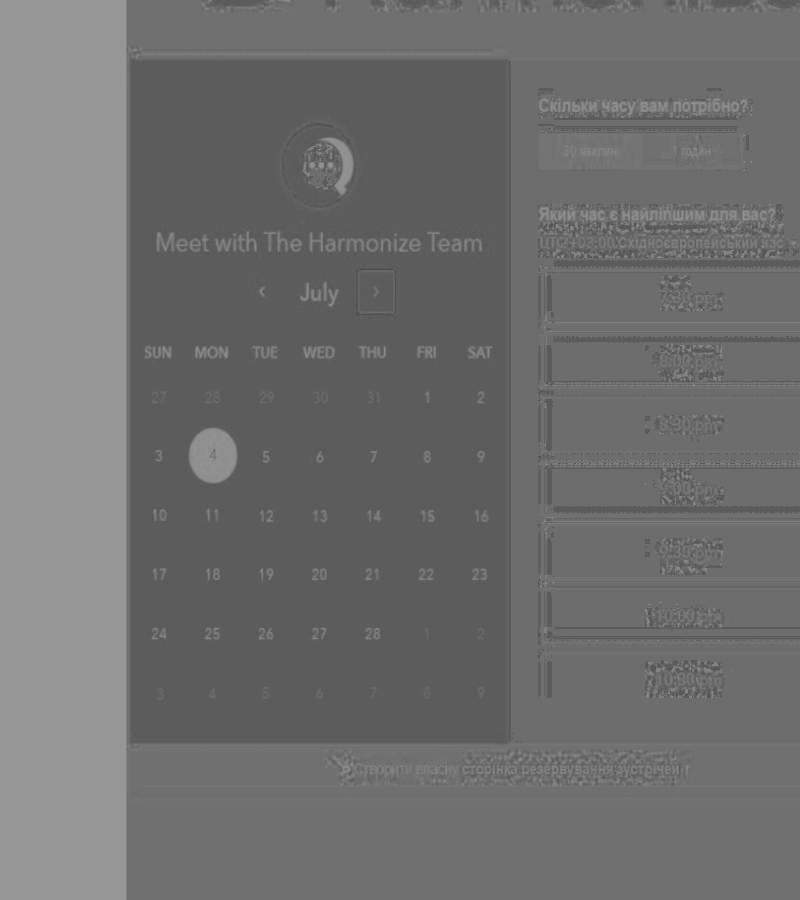 Meet with The Harmonize Team
July
SUN MON TUE WED THU FRI SAT
27 28 29 30 31 1 2
3 4 5 6 7 8 9
10 11 12 13 14 15 16
17 18 19 20 21 22 23
24 25 26 27 28 1 2
3 4 5 6 7 8 9
Скільки часу вам потрібно?
30 хвилин 1 годин
Який час є найліпшим для вас?
UTC +03:00 Східноєвропейський час
7:30 pm
8:00 pm
8:30 pm
9:00 pm
9:30 pm
10:00 pm
10:30 pm
Створити власну сторінка резервування зустрічей